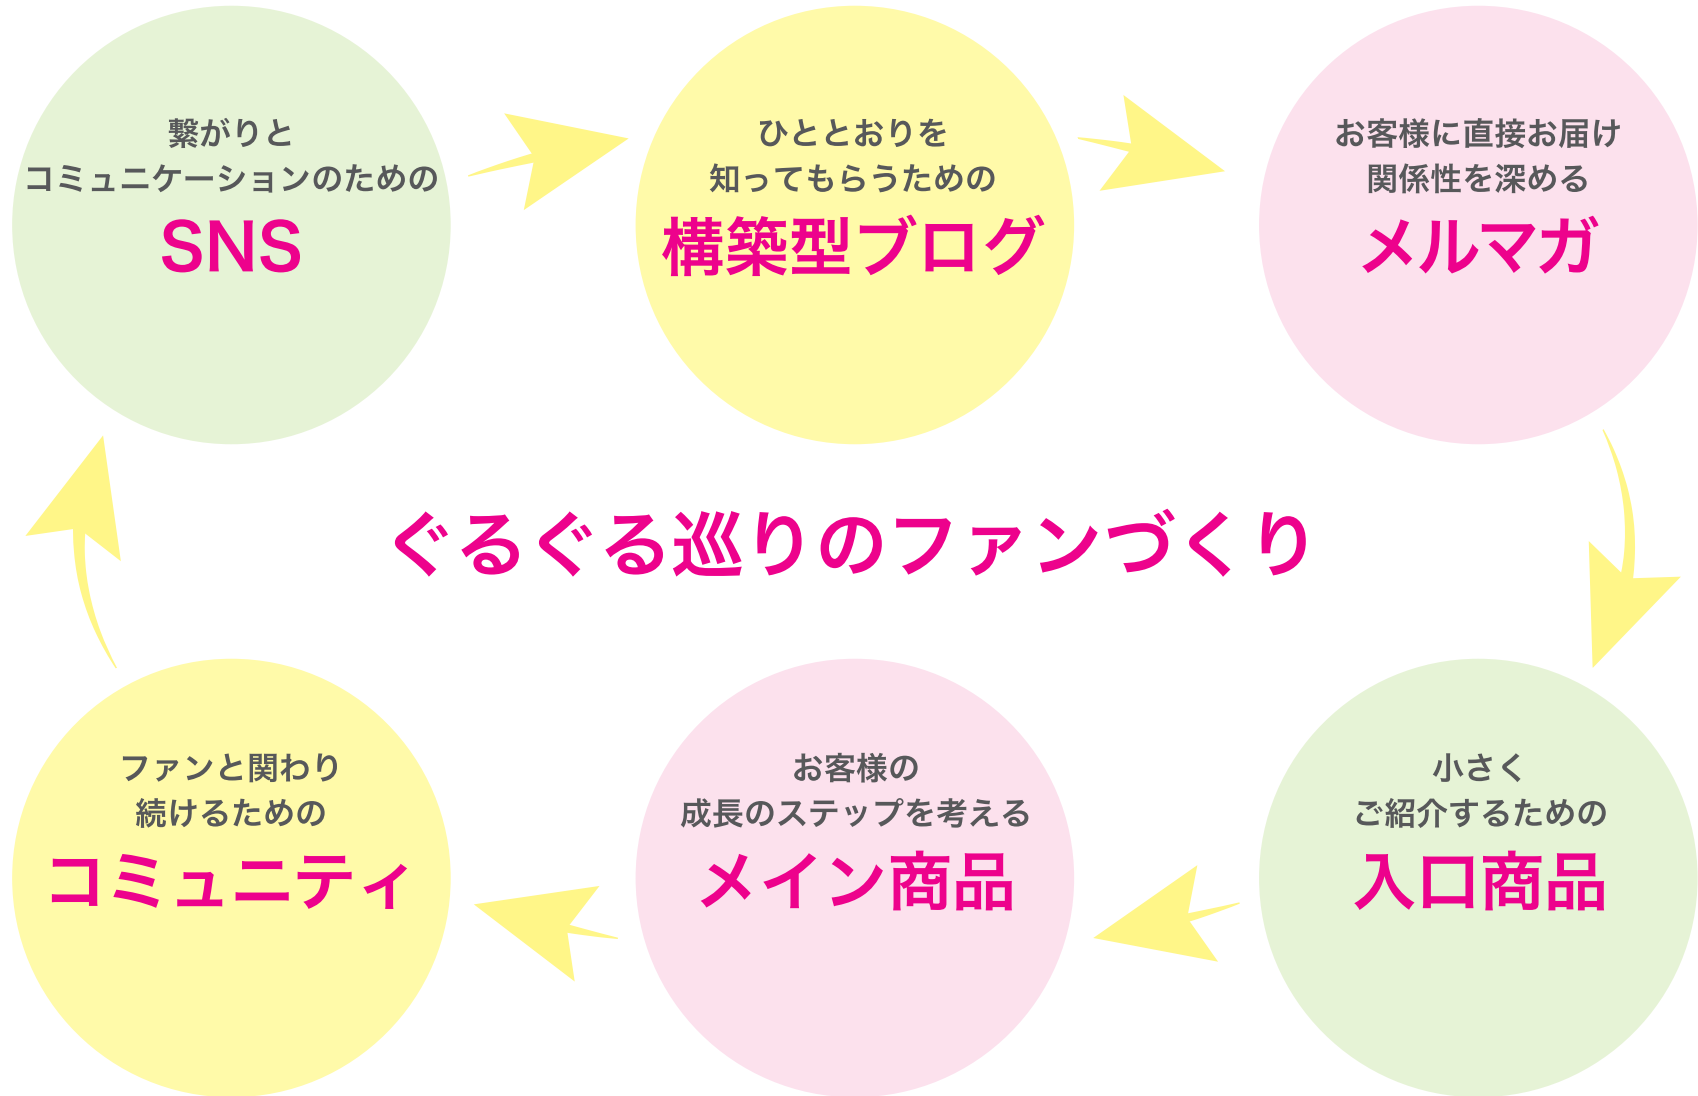 繋がりと
コミュニケーションのための
SNS
ひととおりを
知ってもらうための
構築型ブログ
お客様に直接お届け
関係性を深める
メルマガ
ぐるぐる巡りのファンづくり
ファンと関わり
続けるための
コミュニティ
お客様の
成長のステップを考える
メイン商品
小さく
ご紹介するための
入口商品